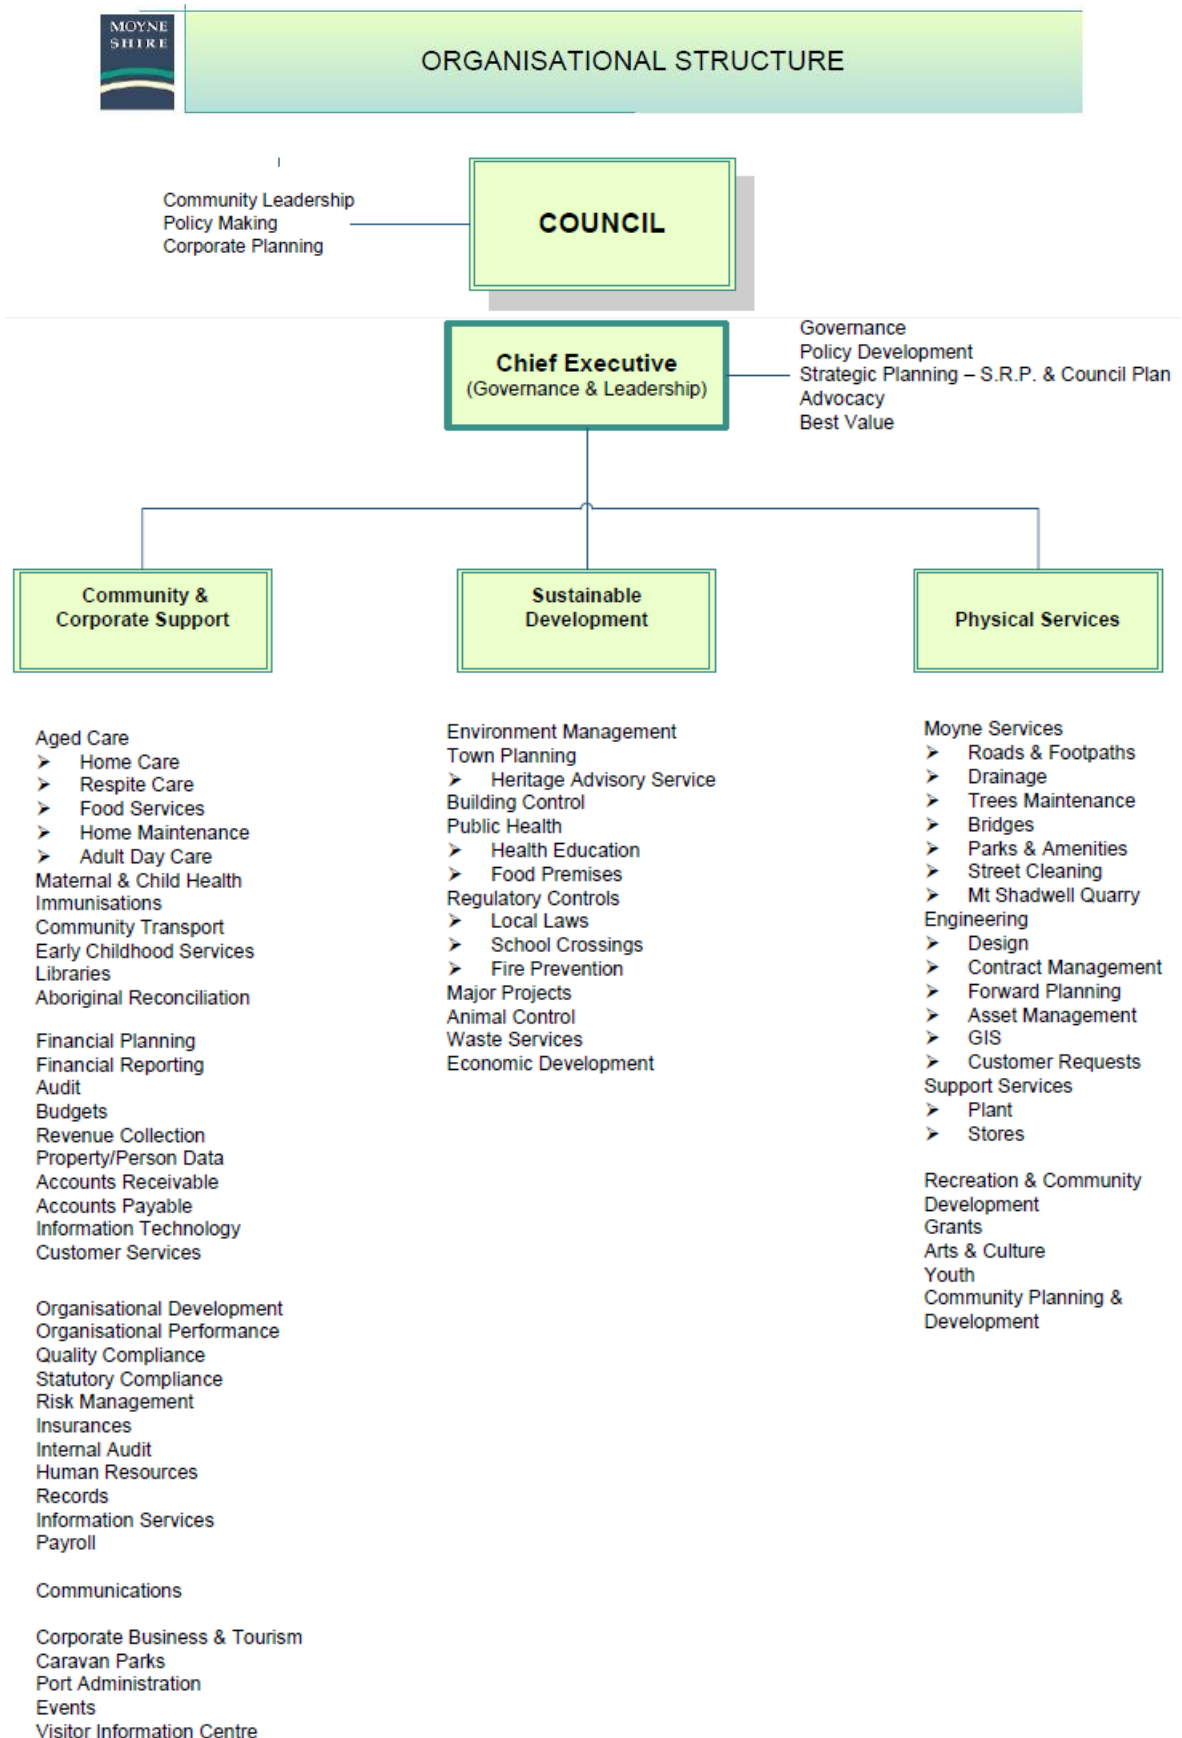 MOYNE
SHIRE
ORGANISATIONAL STRUCTURE
Community Leadership
Policy Making
Corporate Planning
COUNCIL
Chief Executive
(Governance & Leadership)
Governance
Policy Development
Strategic Planning – S.R.P. & Council Plan
Advocacy
Best Value
Community &
Corporate Support
Sustainable
Development
Physical Services
Aged Care
➢ Home Care
➢ Respite Care
➢ Food Services
➢ Home Maintenance
➢ Adult Day Care
Maternal & Child Health
Immunisations
Community Transport
Early Childhood Services
Libraries
Aboriginal Reconciliation
Financial Planning
Financial Reporting
Audit
Budgets
Revenue Collection
Property/Person Data
Accounts Receivable
Accounts Payable
Information Technology
Customer Services
Organisational Development
Organisational Performance
Quality Compliance
Statutory Compliance
Risk Management
Insurances
Internal Audit
Human Resources
Records
Information Services
Payroll
Communications
Corporate Business & Tourism
Caravan Parks
Port Administration
Events
Visitor Information Centre
Environment Management
Town Planning
➢ Heritage Advisory Service
Building Control
Public Health
➢ Health Education
➢ Food Premises
Regulatory Controls
➢ Local Laws
➢ School Crossings
➢ Fire Prevention
Major Projects
Animal Control
Waste Services
Economic Development
Moyne Services
➢ Roads & Footpaths
➢ Drainage
➢ Trees Maintenance
➢ Bridges
➢ Parks & Amenities
➢ Street Cleaning
➢ Mt Shadwell Quarry
Engineering
➢ Design
➢ Contract Management
➢ Forward Planning
➢ Asset Management
➢ GIS
➢ Customer Requests
Support Services
➢ Plant
➢ Stores
Recreation & Community
Development
Grants
Arts & Culture
Youth
Community Planning &
Development